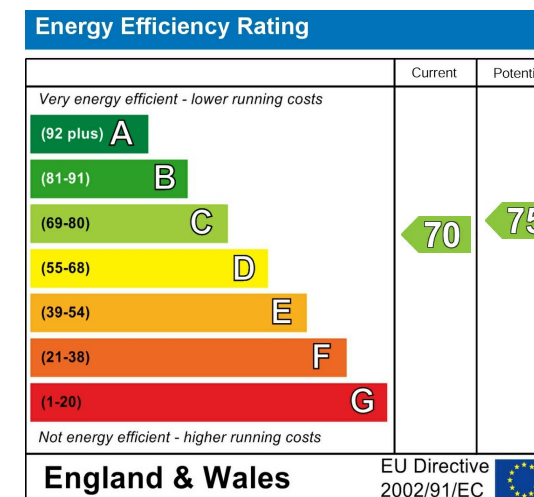 Energy Efficiency Rating
Current Potenti
Very energy efficient - lower running costs
(92 plus) A
(81-91) B
(69-80) C
(55-68) D
(39-54) E
(21-38) F
(1-20) G
70
75
Not energy efficient - higher running costs
England & Wales
EU Directive
2002/91/EC